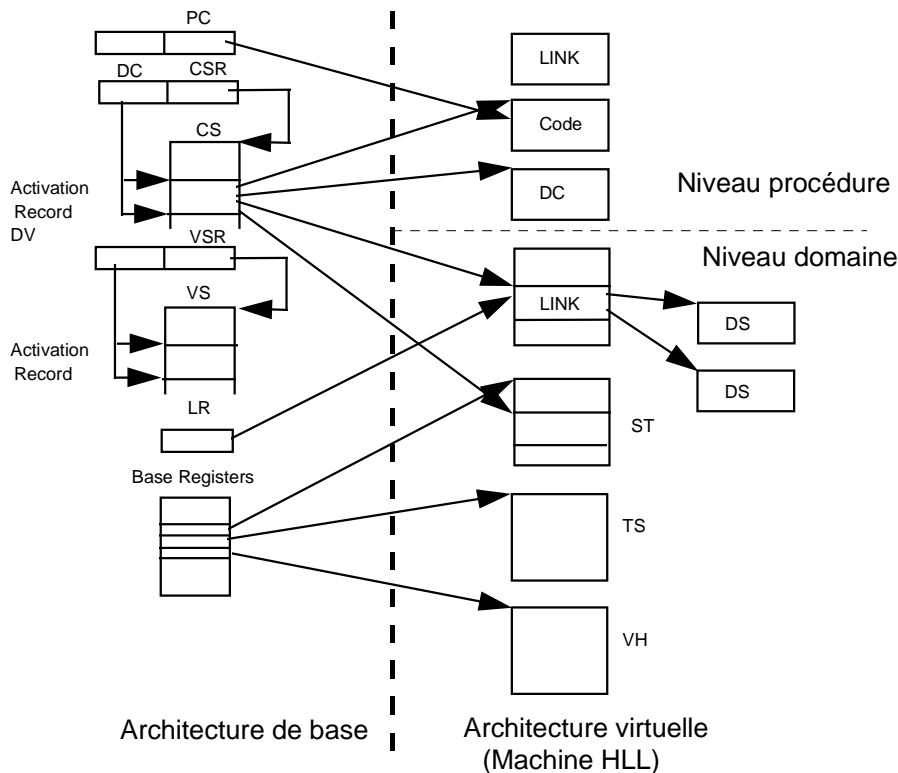 PC
DC
CSR
CS
Activation
Record
DV
VSR
VS
Activation
Record
LR
Base Registers
LINK
Code
DC
Niveau procédure
Niveau domaine
LINK
DS
DS
ST
TS
VH
Architecture de base
Architecture virtuelle
(Machine HLL)